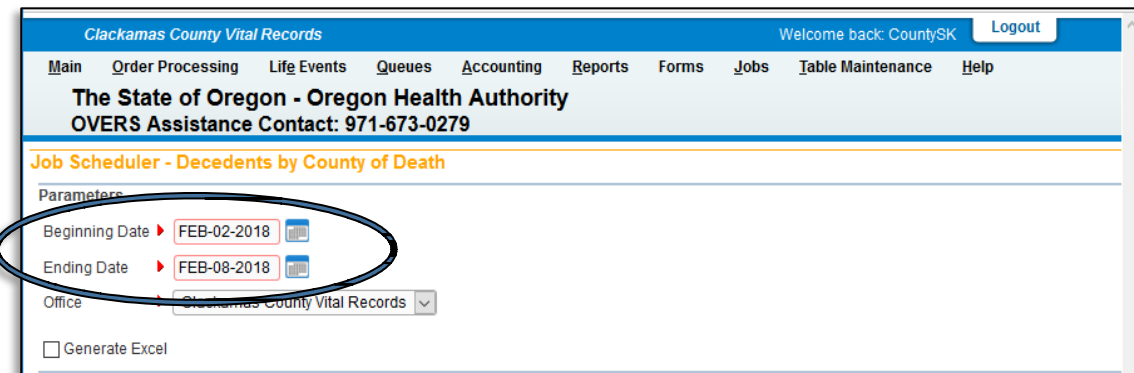 Clackamas County Vital Records Welcome back: CountySK Logout
Main Order Processing Life Events Queues Accounting Reports Forms Jobs Table Maintenance Help
The State of Oregon - Oregon Health Authority
OVERS Assistance Contact: 971-673-0279
Job Scheduler - Decedents by County of Death
Parameters
Beginning Date FEB-02-2018
Ending Date FEB-08-2018
Office Clackamas County Vital Records
Generate Excel